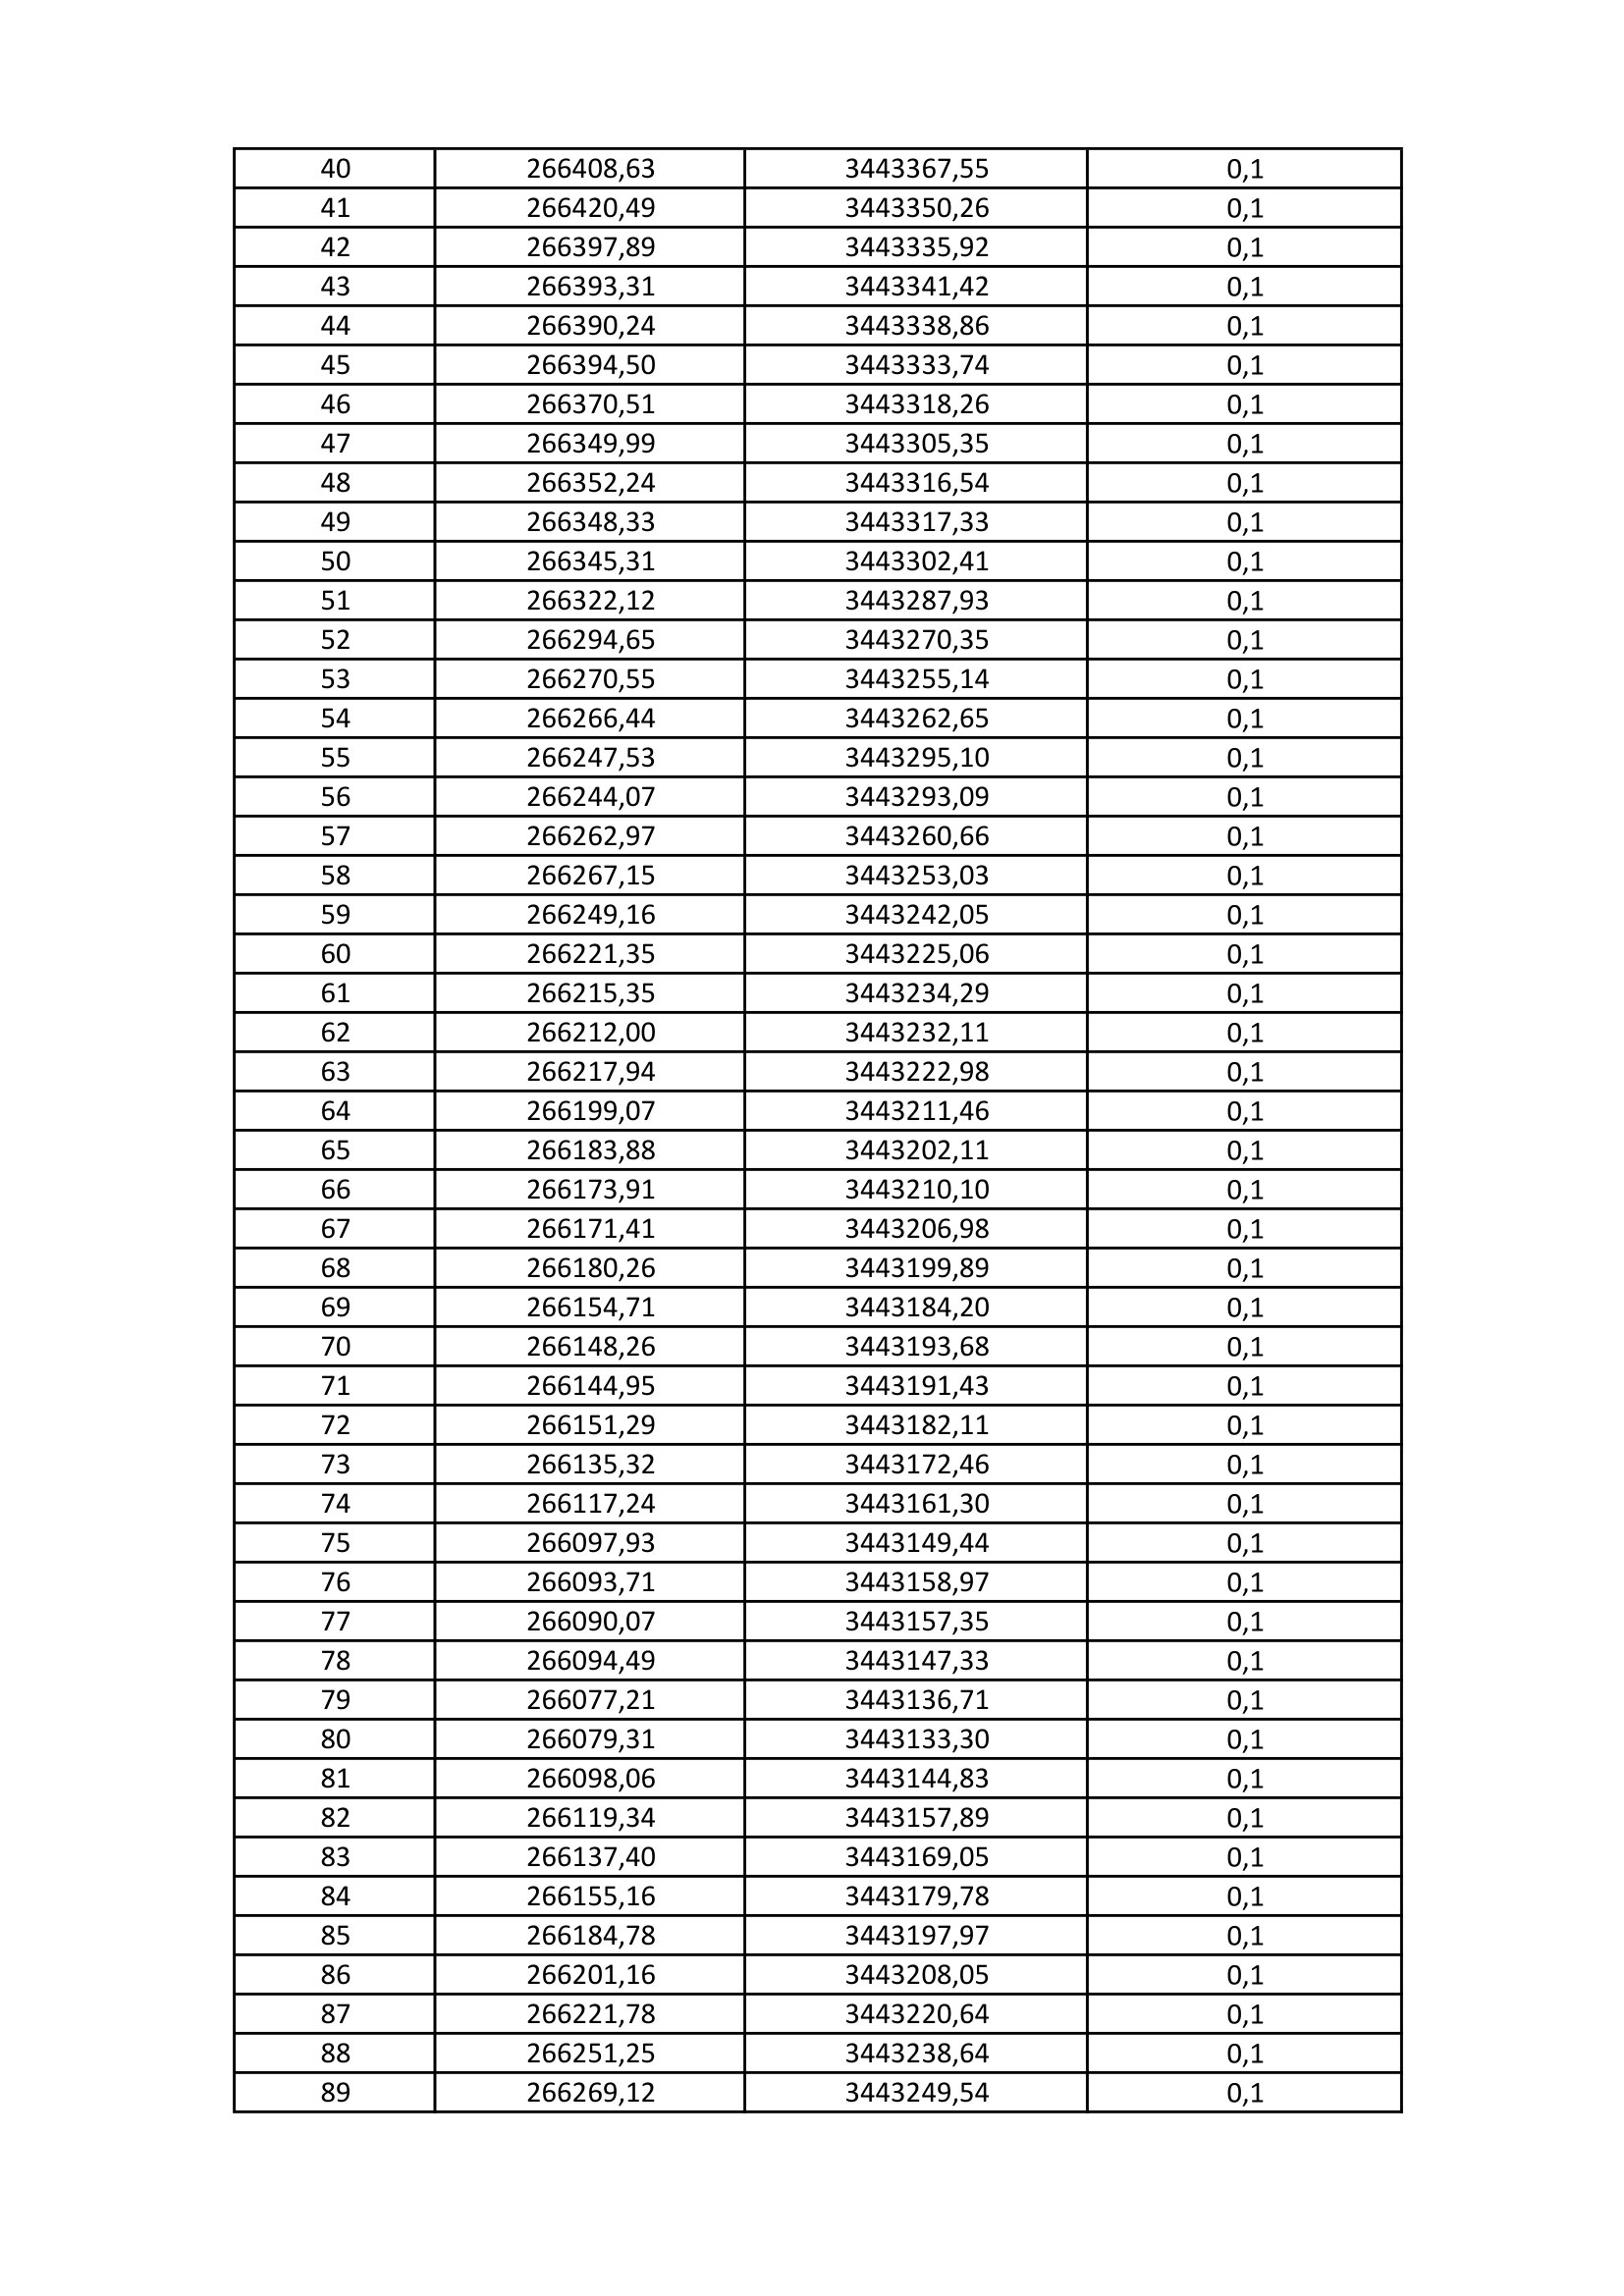 40 266408,63 3443367,55 0,1
41 266420,49 3443350,26 0,1
42 266397,89 3443335,92 0,1
43 266393,31 3443341,42 0,1
44 266390,24 3443338,86 0,1
45 266394,50 3443333,74 0,1
46 266370,51 3443318,26 0,1
47 266349,99 3443305,35 0,1
48 266352,24 3443316,54 0,1
49 266348,33 3443317,33 0,1
50 266345,31 3443302,41 0,1
51 266322,12 3443287,93 0,1
52 266294,65 3443270,35 0,1
53 266270,55 3443255,14 0,1
54 266266,44 3443262,65 0,1
55 266247,53 3443295,10 0,1
56 266244,07 3443293,09 0,1
57 266262,97 3443260,66 0,1
58 266267,15 3443253,03 0,1
59 266249,16 3443242,05 0,1
60 266221,35 3443225,06 0,1
61 266215,35 3443234,29 0,1
62 266212,00 3443232,11 0,1
63 266217,94 3443222,98 0,1
64 266199,07 3443211,46 0,1
65 266183,88 3443202,11 0,1
66 266173,91 3443210,10 0,1
67 266171,41 3443206,98 0,1
68 266180,26 3443199,89 0,1
69 266154,71 3443184,20 0,1
70 266148,26 3443193,68 0,1
71 266144,95 3443191,43 0,1
72 266151,29 3443182,11 0,1
73 266135,32 3443172,46 0,1
74 266117,24 3443161,30 0,1
75 266097,93 3443149,44 0,1
76 266093,71 3443158,97 0,1
77 266090,07 3443157,35 0,1
78 266094,49 3443147,33 0,1
79 266077,21 3443136,71 0,1
80 266079,31 3443133,30 0,1
81 266098,06 3443144,83 0,1
82 266119,34 3443157,89 0,1
83 266137,40 3443169,05 0,1
84 266155,16 3443179,78 0,1
85 266184,78 3443197,97 0,1
86 266201,16 3443208,05 0,1
87 266221,78 3443220,64 0,1
88 266251,25 3443238,64 0,1
89 266269,12 3443249,54 0,1